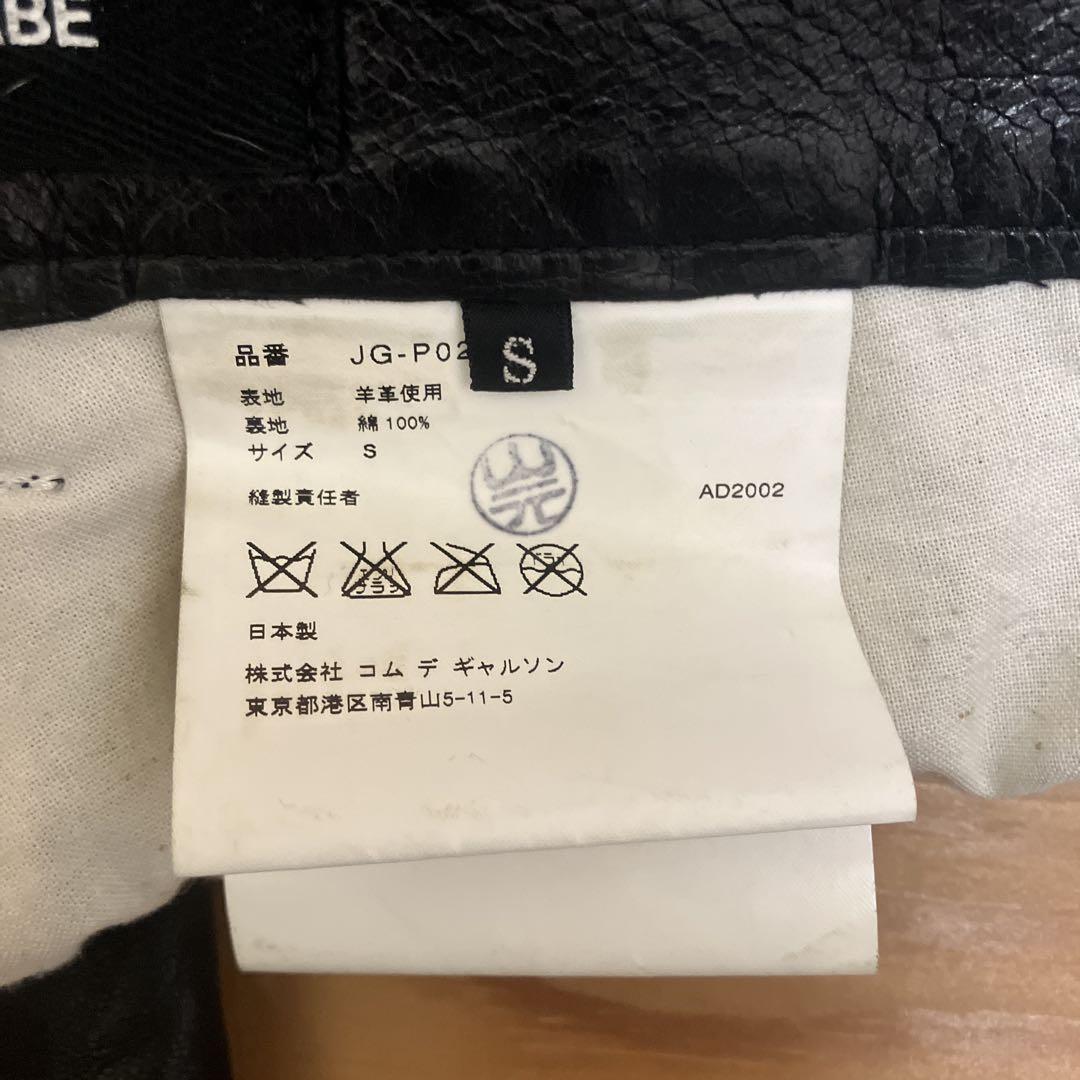 BE
品番 JG-P02
S
表地 羊革使用
裏地 綿 100%
サイズ S
縫製責任者
AD2002
日本製
株式会社 コム デ ギャルソン
東京都港区南青山5-11-5